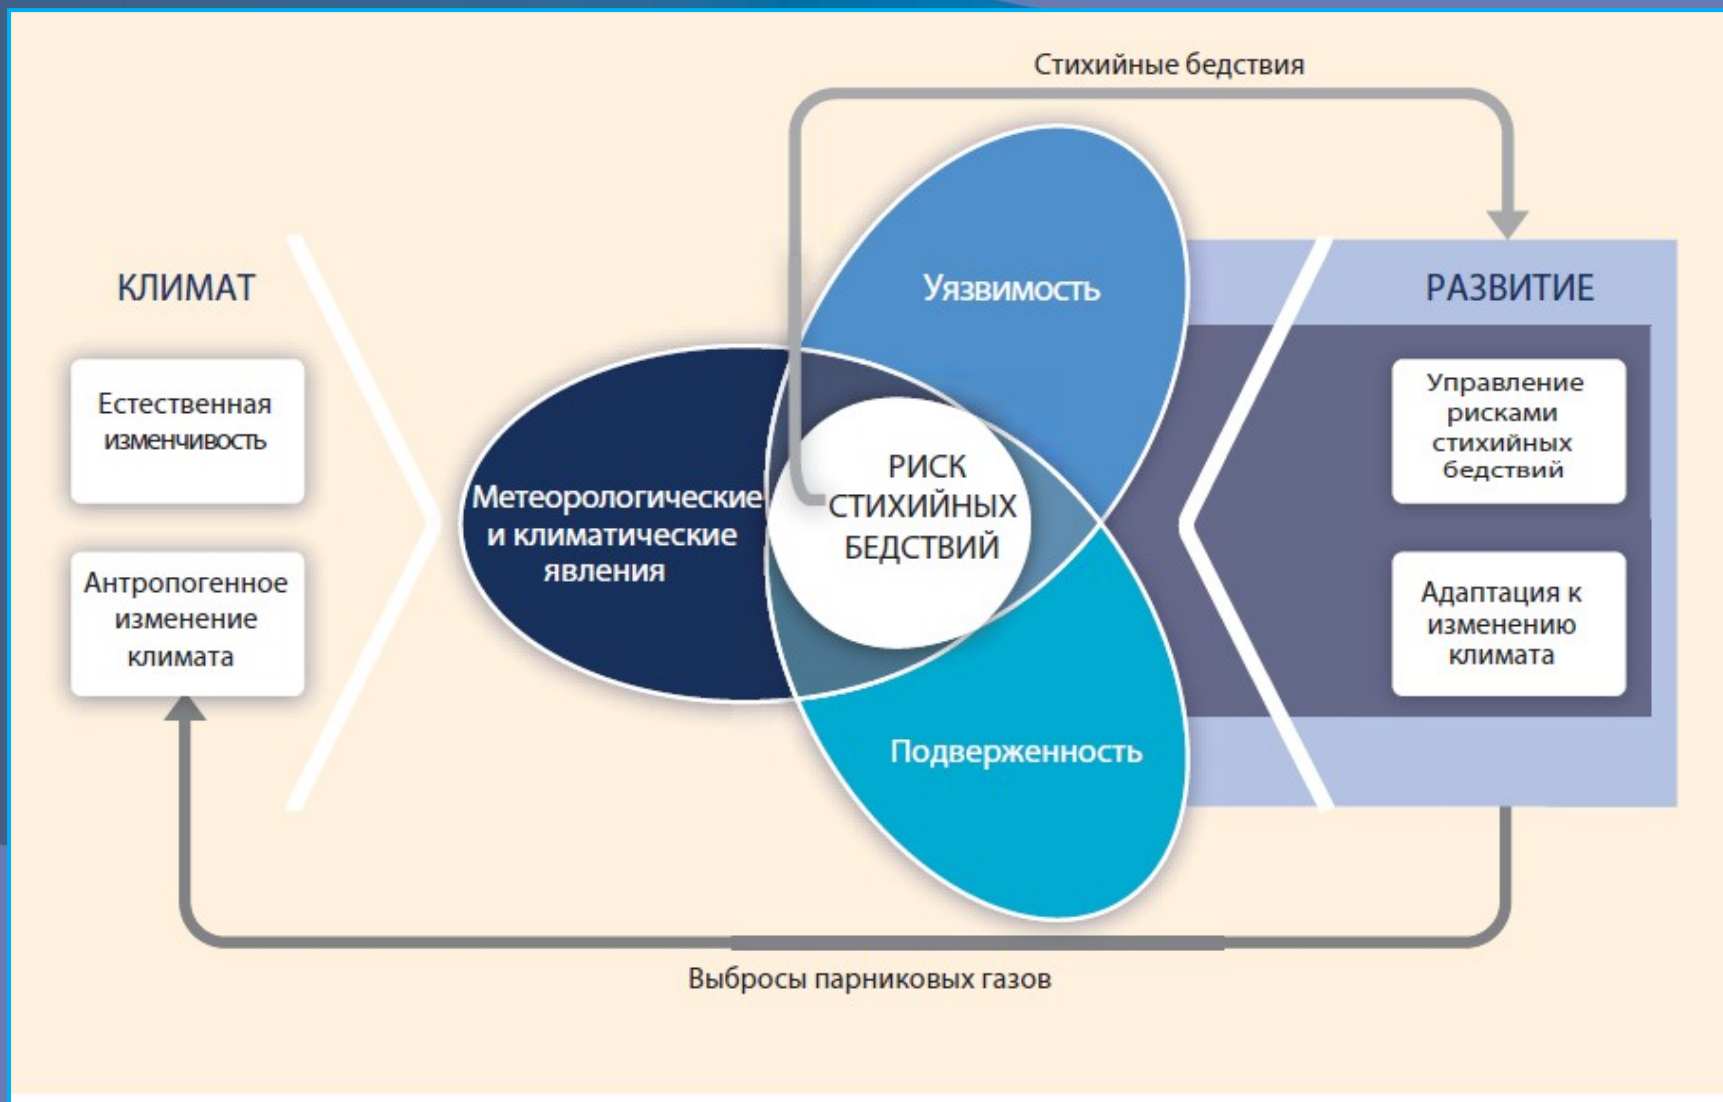 Стихийные бедствия
КЛИМАТ
Естественная
изменчивость
Антропогенное
изменение
климата
Метеорологические
и климатические
явления
Уязвимость
РИСК
СТИХИЙНЫХ
БЕДСТВИЙ
Подверженность
РАЗВИТИЕ
Управление
рисками
стихийных
бедствий
Адаптация к
изменению
климата
Выбросы парниковых газов